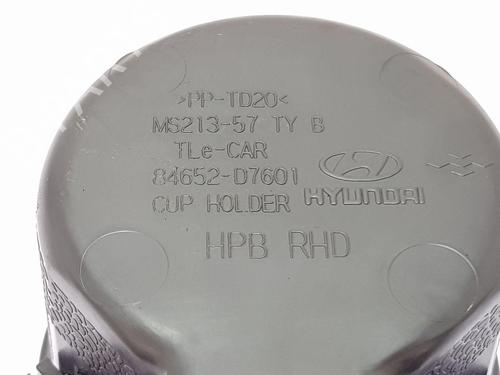 >PP-TD20<
MS213-57 TY B
TLe-CAR
84652-D7601
CUP HOLDER
HYUNDAI
HPB RHD